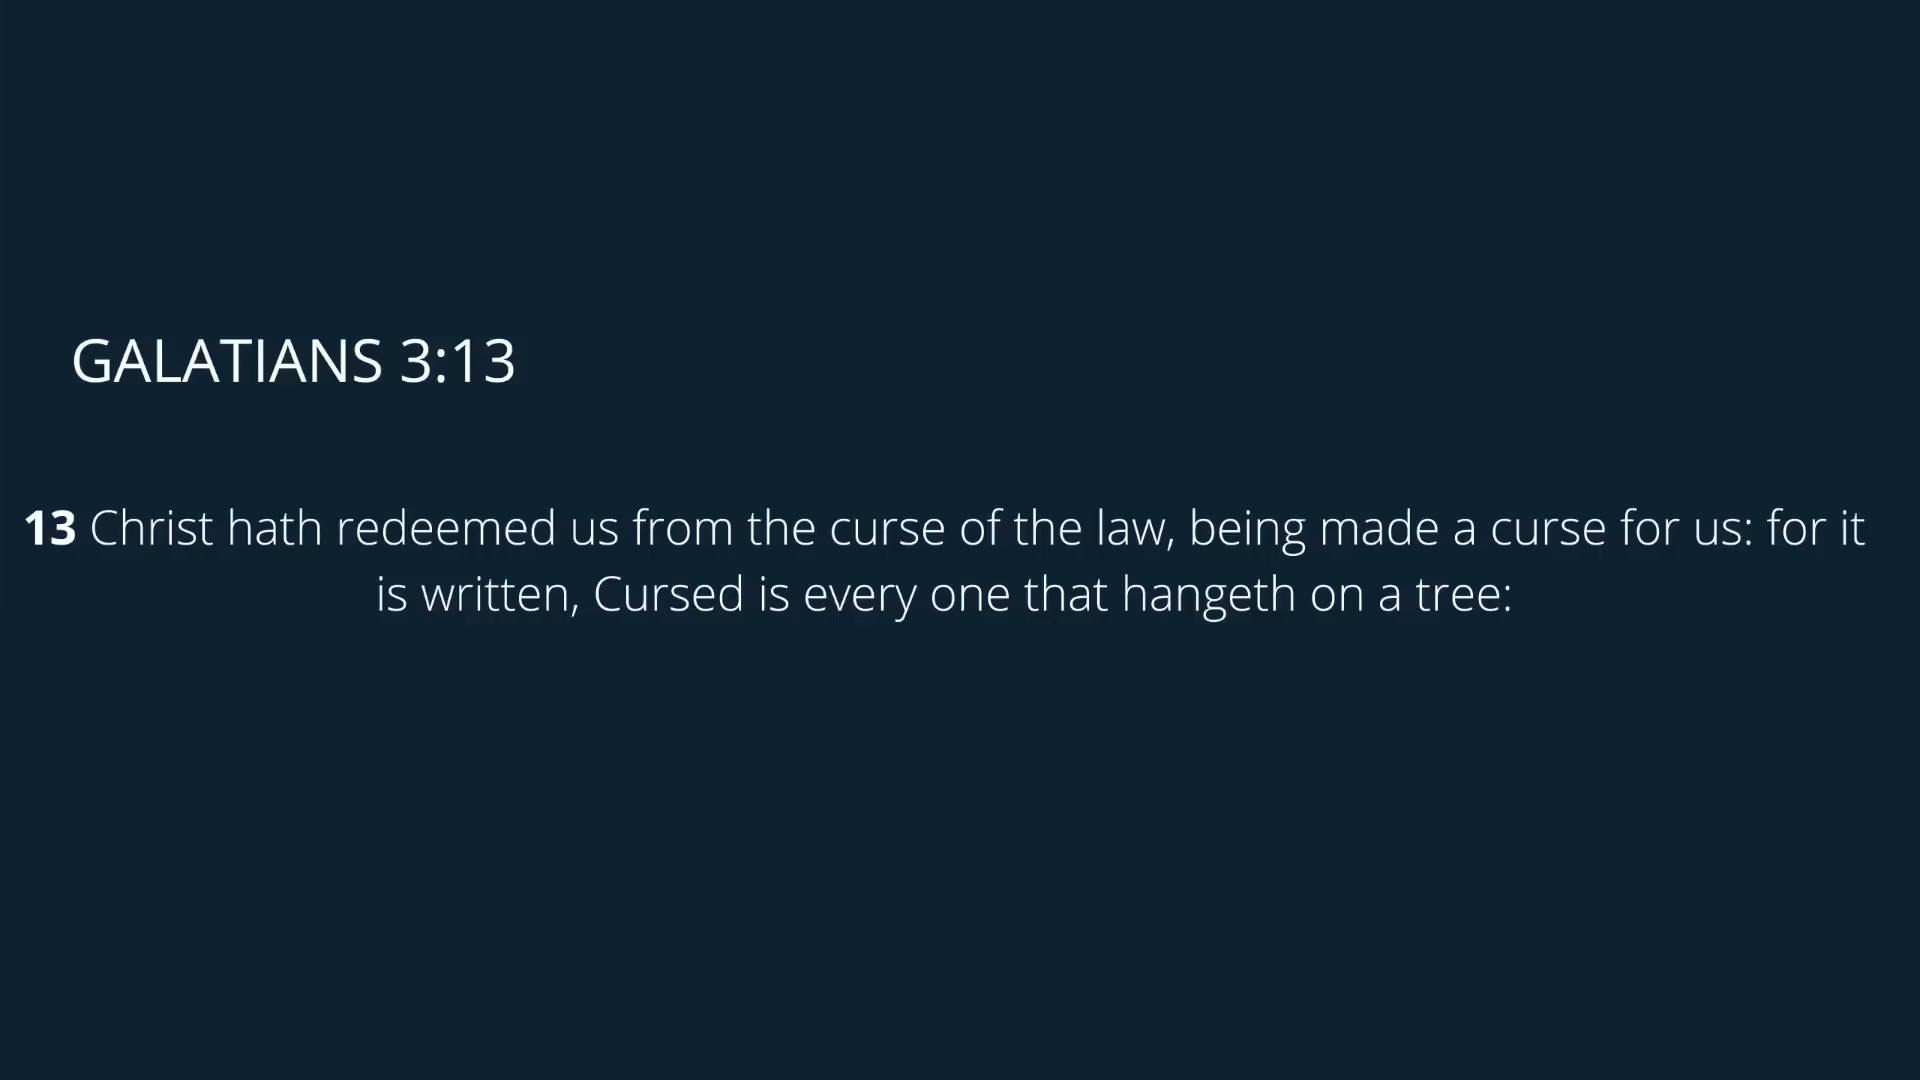 GALATIANS 3:13
13 Christ hath redeemed us from the curse of the law, being made a curse for us: for it
is written, Cursed is every one that hangeth on a tree: